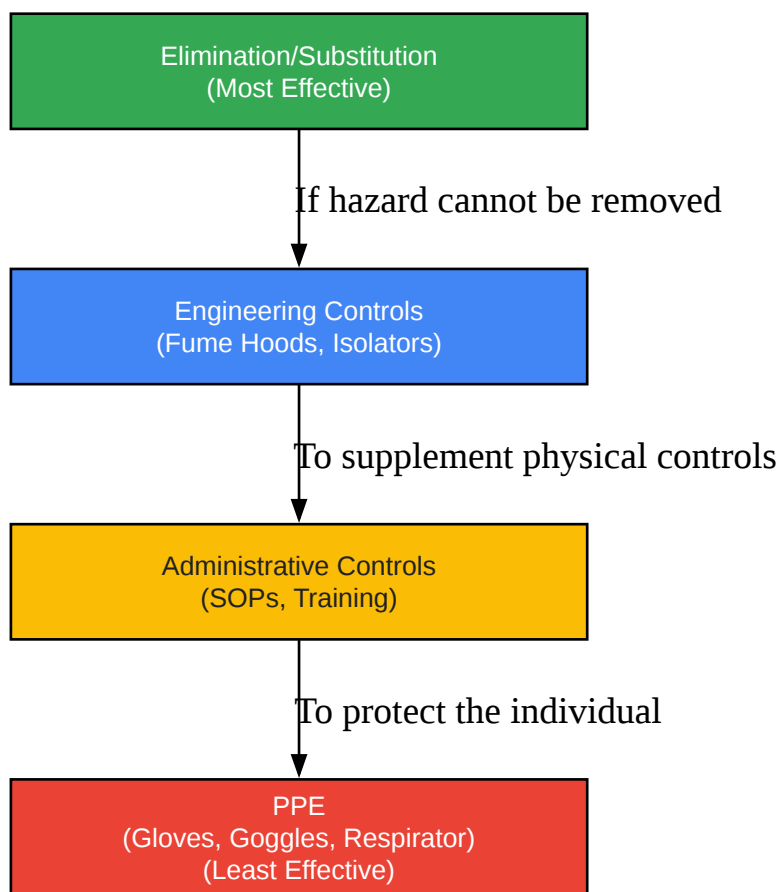 Elimination/Substitution
(Most Effective)
If hazard cannot be removed
Engineering Controls
(Fume Hoods, Isolators)
To supplement physical controls
Administrative Controls
(SOPs, Training)
To protect the individual
PPE
(Gloves, Goggles, Respirator)
(Least Effective)